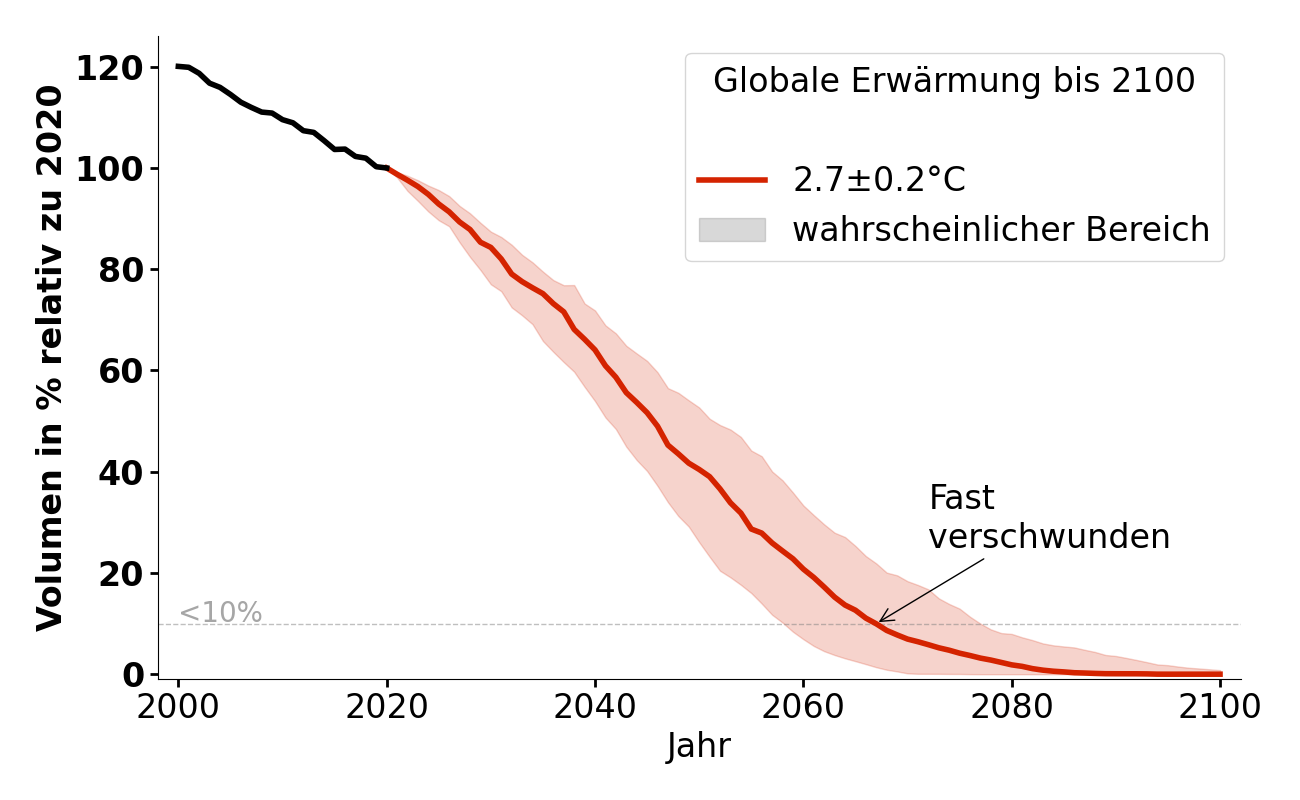 Volumen in % relativ zu 2020
120
100
80
60
40
20
0
Globale Erwärmung bis 2100
2.7±0.2°C
wahrscheinlicher Bereich
Fast
verschwunden
<10%
2000 2020 2040 2060 2080 2100
Jahr